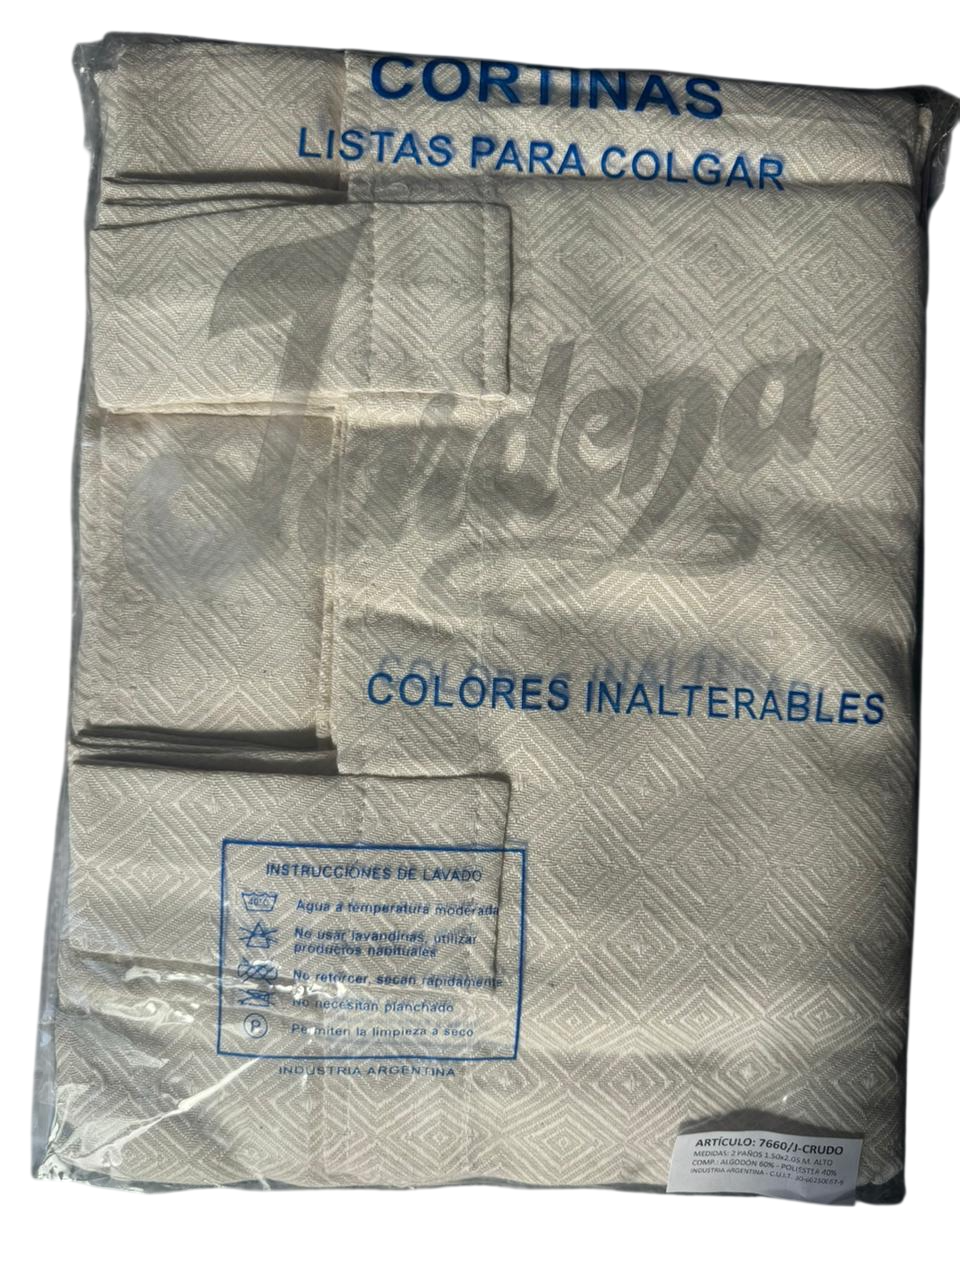 CORTINAS
LISTAS PARA COLGAR
Jordena
COLORES INALTERABLES
INSTRUCCIONES DE LAVADO
40°C
Agua a temperatura moderada
No usar lavandinas, utilizar
productos habituales
No retorcer, secan rapidamente
No necesitan planchado
P
Permiten la limpieza a seco
INDUSTRIA ARGENTINA
ARTÍCULO: 7660/J-CRUDO
MEDIDAS: 2 PAÑOS 1.50x2.05 M. ALTO
COMP.: ALGODÓN 60% - POLIESTER 40%
INDUSTRIA ARGENTINA - C.U.I.T.